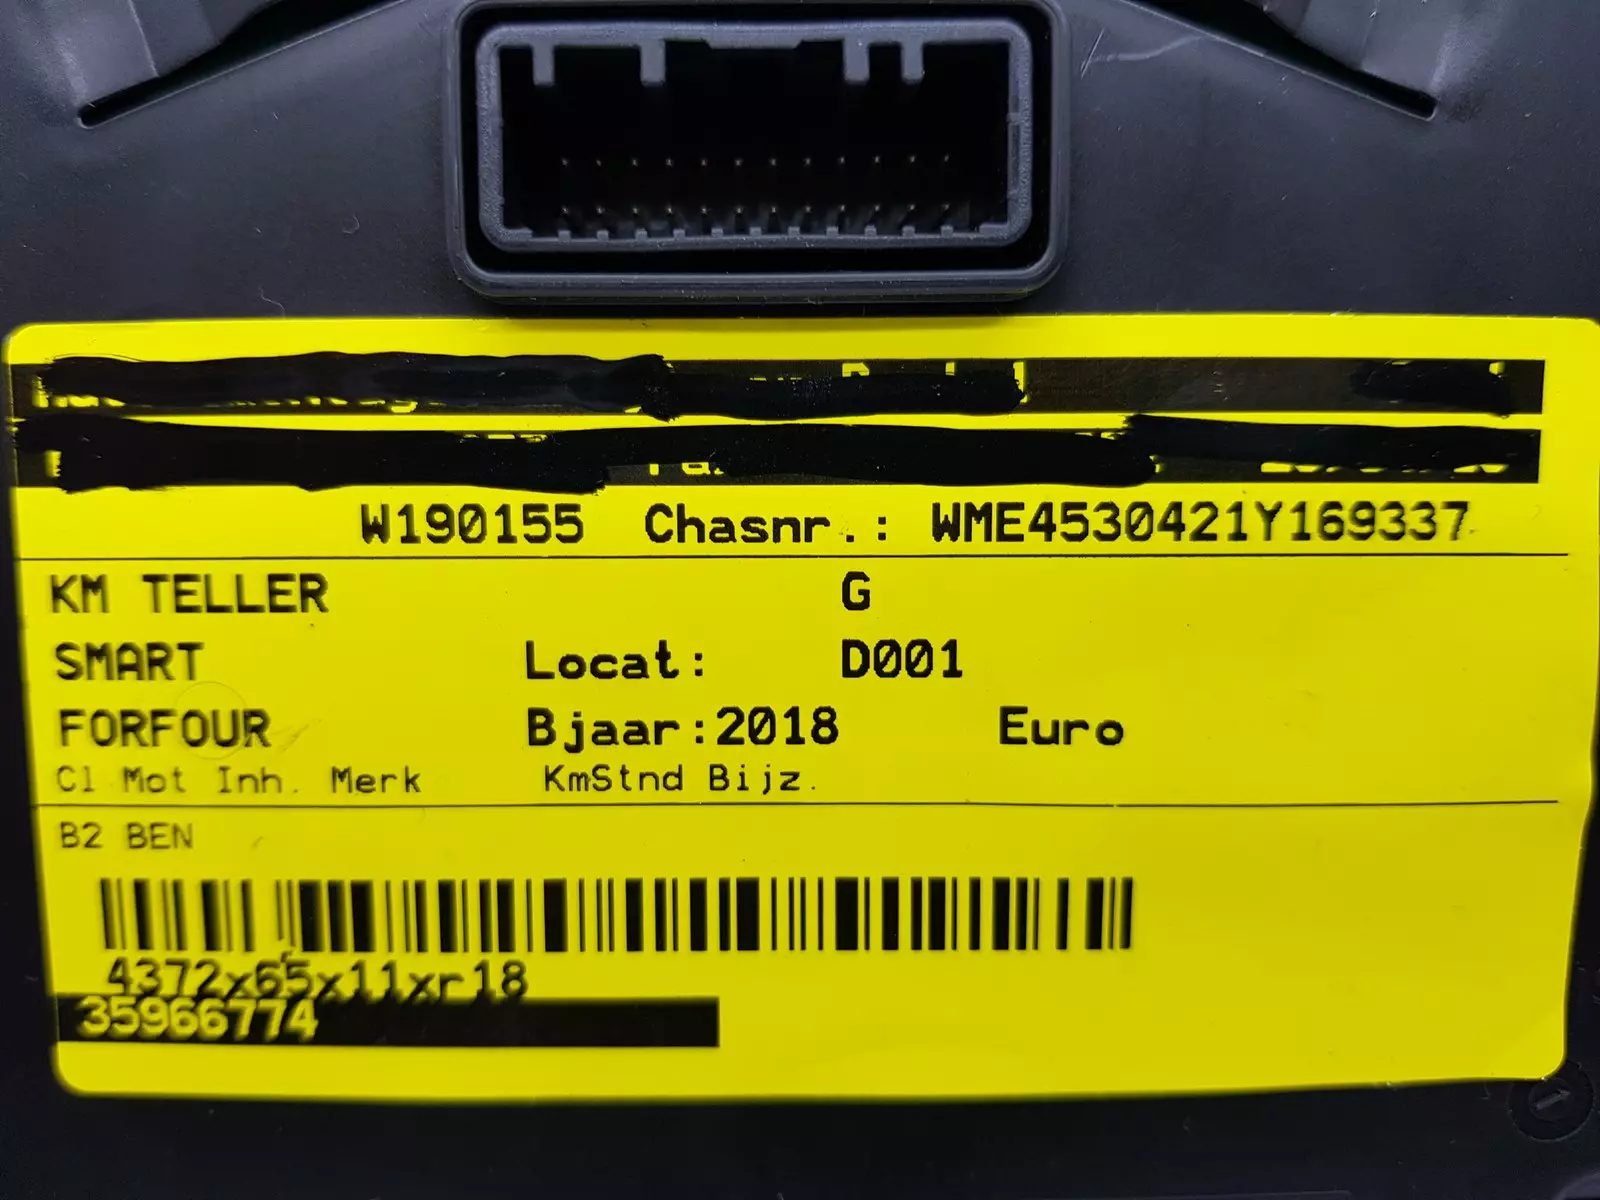 W190155 Chasnr.: WME4530421Y169337
KM TELLER G
SMART Locat: D001
FORFOUR Bjaar:2018 Euro
Cl Mot Inh. Merk KmStnd Bijz.
B2 BEN
4372x65x11xr18
35966774